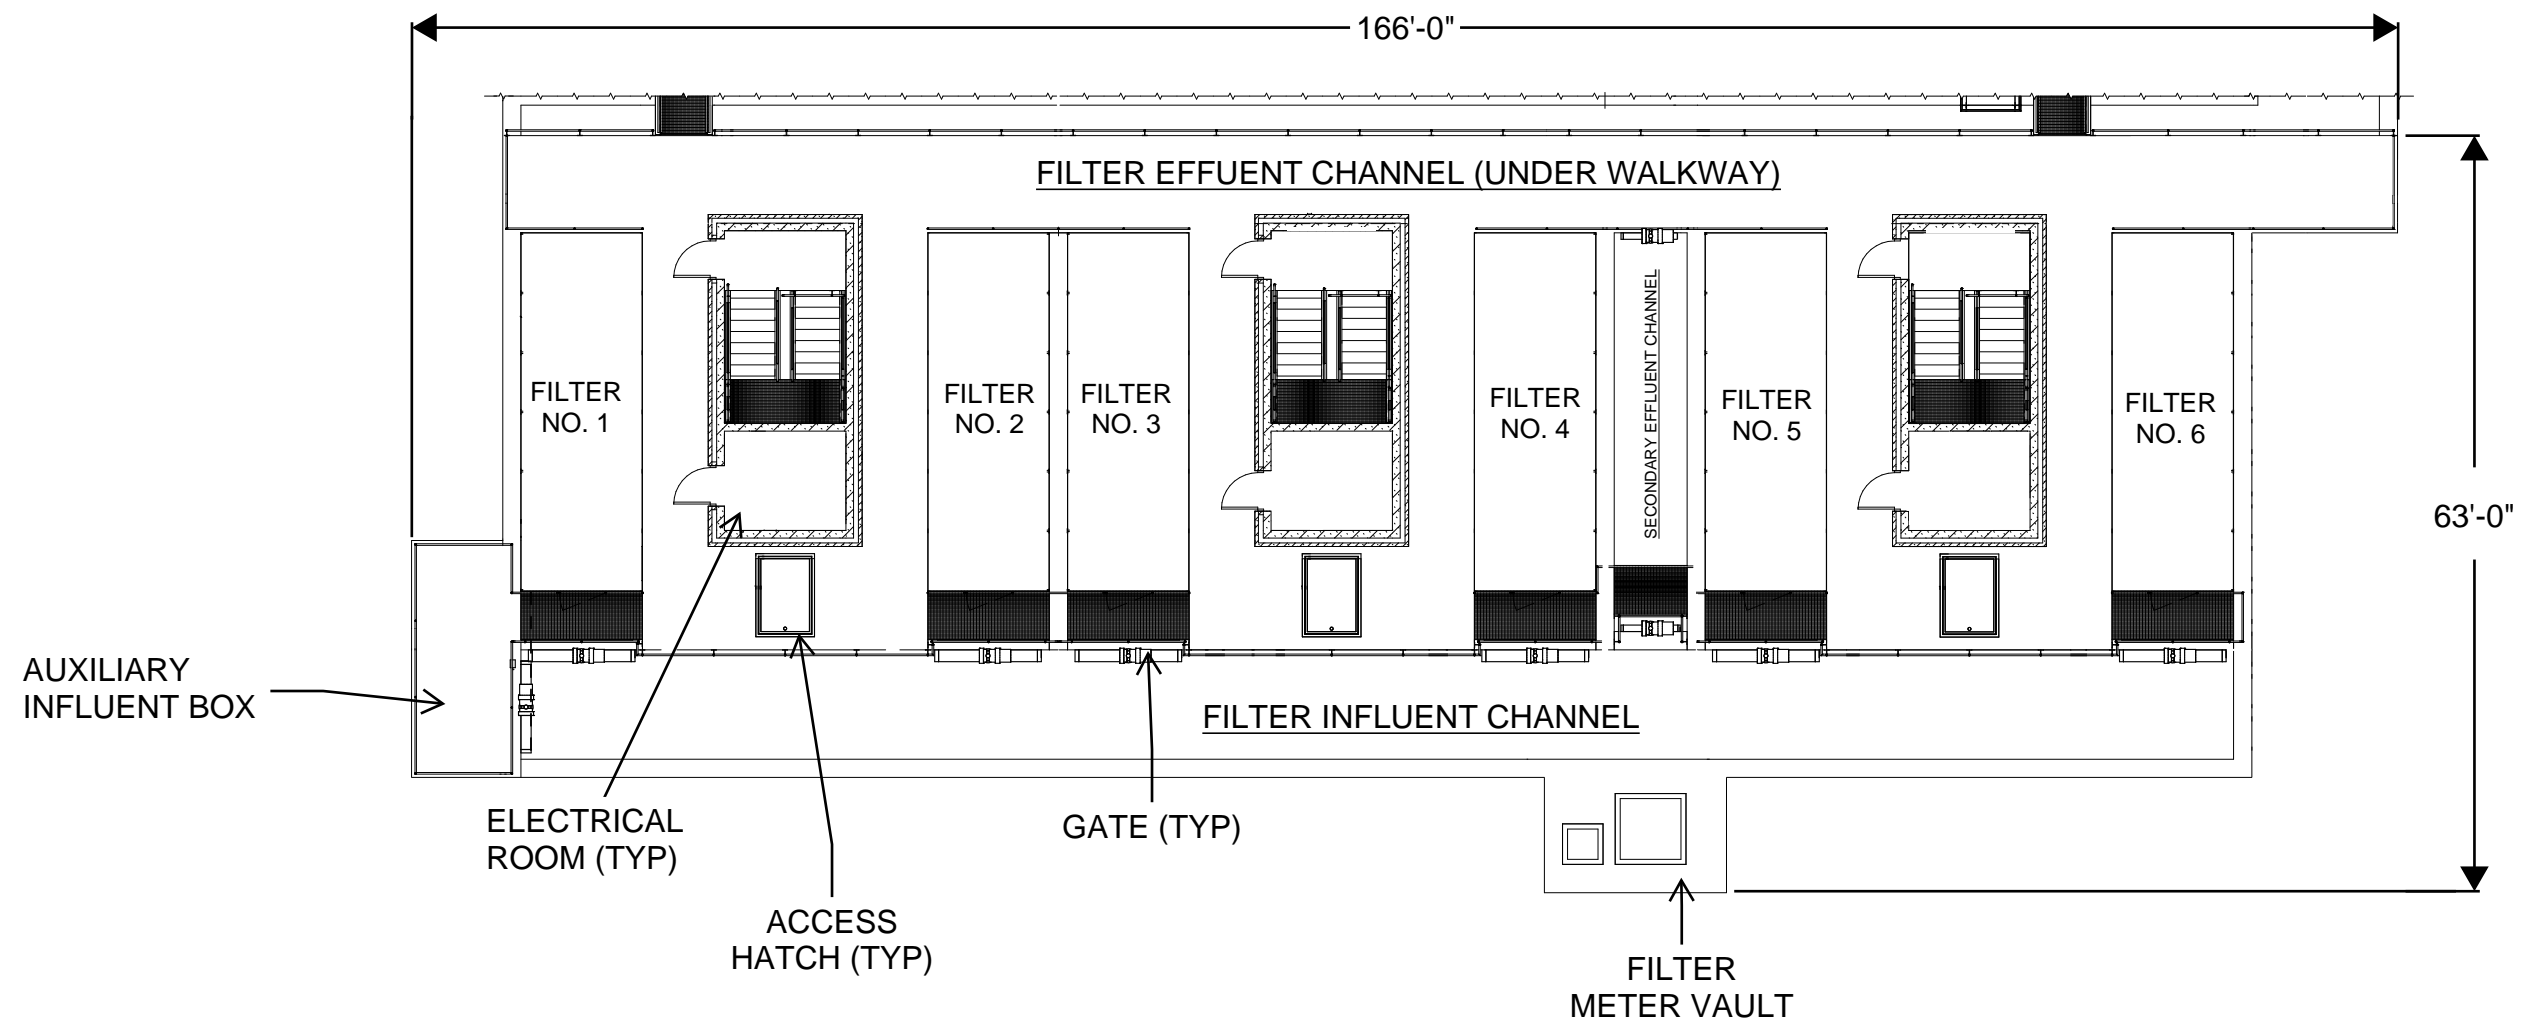 166'-0"
FILTER EFFUENT CHANNEL (UNDER WALKWAY)
FILTER
NO. 1
FILTER
NO. 2
FILTER
NO. 3
FILTER
NO. 4
SECONDARY EFFLUENT CHANNEL
FILTER
NO. 5
FILTER
NO. 6
63'-0"
AUXILIARY
INFLUENT BOX
FILTER INFLUENT CHANNEL
ELECTRICAL
ROOM (TYP)
GATE (TYP)
ACCESS
HATCH (TYP)
FILTER
METER VAULT